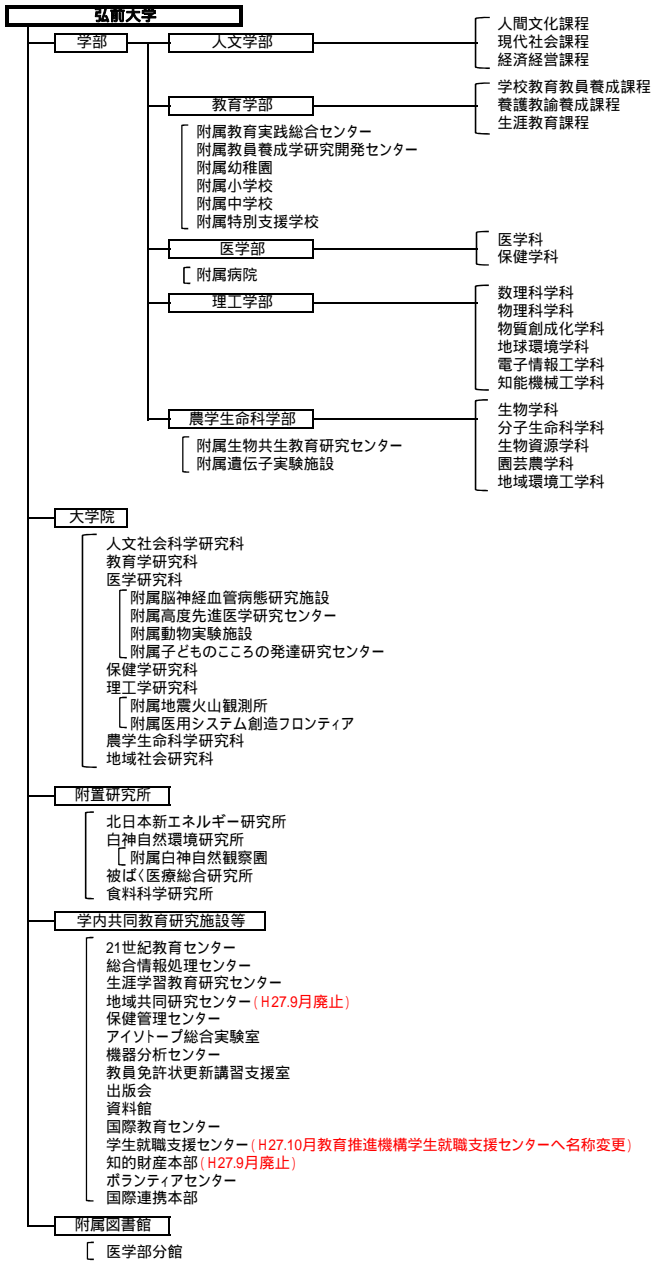 弘前大学
学部
人文学部
人間文化課程
現代社会課程
経済経営課程
教育学部
学校教育教員養成課程
養護教諭養成課程
生涯教育課程
附属教育実践総合センター
附属教員養成学研究開発センター
附属幼稚園
附属小学校
附属中学校
附属特別支援学校
医学部
医学科
保健学科
附属病院
理工学部
数理科学科
物理科学科
物質創成化学科
地球環境学科
電子情報工学科
知能機械工学科
農学生命科学部
生物学科
分子生命科学科
生物資源学科
園芸農学科
地域環境工学科
附属生物共生教育研究センター
附属遺伝子実験施設
大学院
人文社会科学研究科
教育学研究科
医学研究科
附属脳神経血管病態研究施設
附属高度先進医学研究センター
附属動物実験施設
附属子どものこころの発達研究センター
保健学研究科
理工学研究科
附属地震火山観測所
附属医用システム創造フロンティア
農学生命科学研究科
地域社会研究科
附置研究所
北日本新エネルギー研究所
白神自然環境研究所
附属白神自然観察園
被ばく医療総合研究所
食料科学研究所
学内共同教育研究施設等
21世紀教育センター
総合情報処理センター
生涯学習教育研究センター
地域共同研究センター(H27.9月廃止)
保健管理センター
アイソトープ総合実験室
機器分析センター
教員免許状更新講習支援室
出版会
資料館
国際教育センター
学生就職支援センター(H27.10月教育推進機構学生就職支援センターへ名称変更)
知的財産本部(H27.9月廃止)
ボランティアセンター
国際連携本部
附属図書館
医学部分館